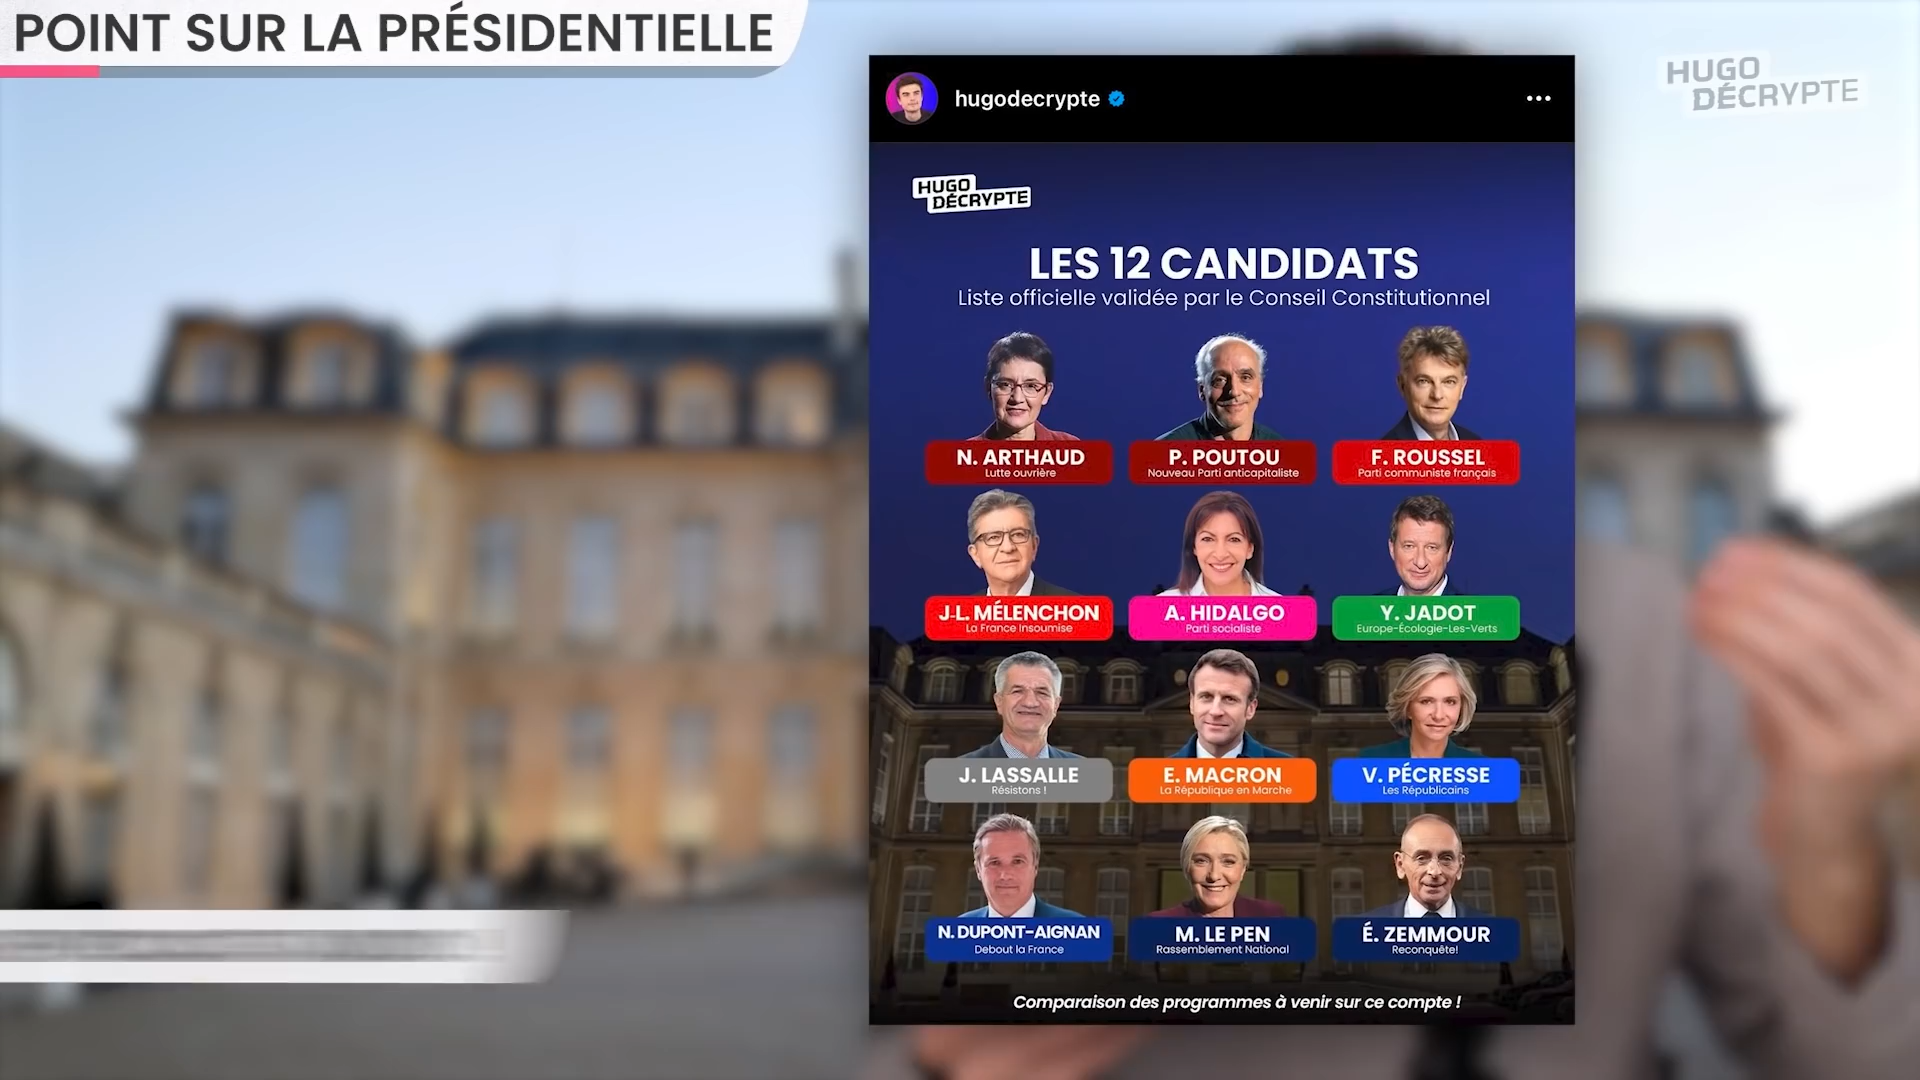 POINT SUR LA PRÉSIDENTIELLE
HUGO
DÉCRYPTE
hugodecrypte
HUGO
DÉCRYPTE
LES 12 CANDIDATS
Liste officielle validée par le Conseil Constitutionnel
N. ARTHAUD
Lutte ouvrière
P. POUTOU
Nouveau Parti anticapitaliste
F. ROUSSEL
Parti communiste français
J-L. MÉLENCHON
La France Insoumise
A. HIDALGO
Parti socialiste
Y. JADOT
Europe-Écologie-Les-Verts
J. LASSALLE
Résistons !
E. MACRON
La République en Marche
V. PÉCRESSE
Les Républicains
N. DUPONT-AIGNAN
Debout la France
M. LE PEN
Rassemblement National
É. ZEMMOUR
Reconquête!
Comparaison des programmes à venir sur ce compte !